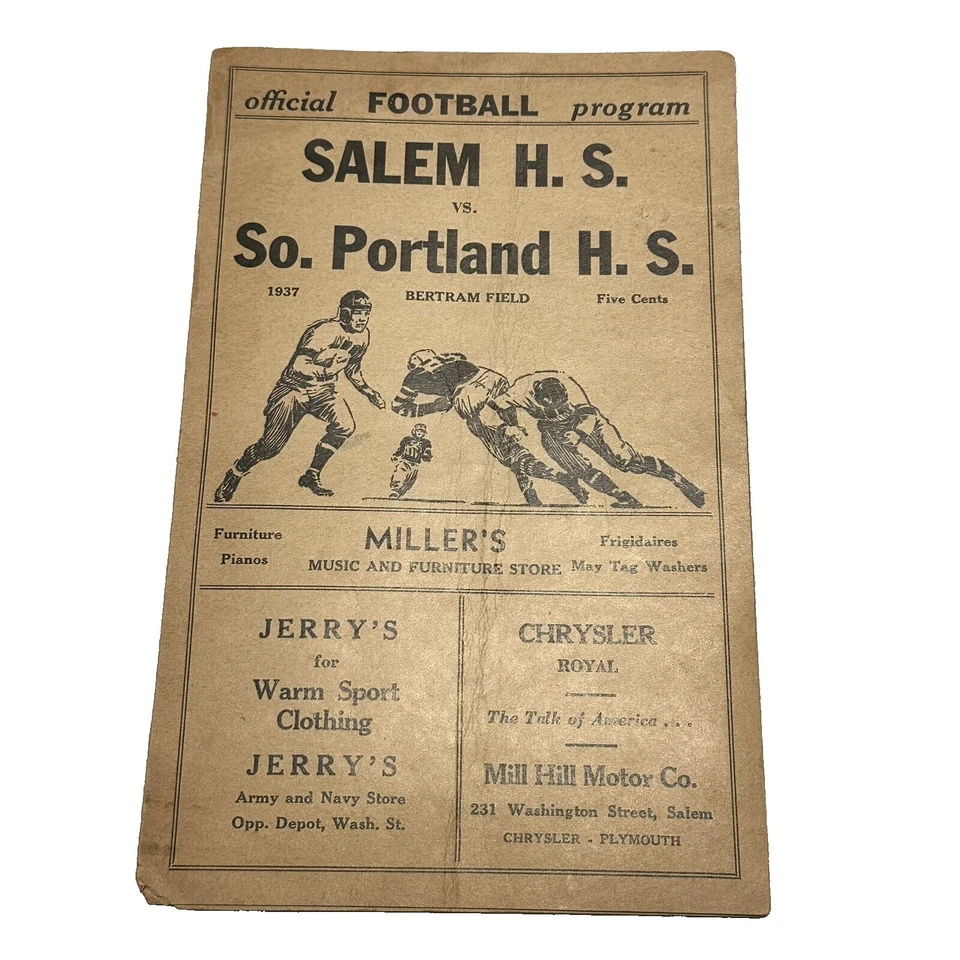 official FOOTBALL program
SALEM H. S.
vs.
So. Portland H. S.
1937 BERTRAM FIELD Five Cents
Furniture MILLER'S Frigidaires
Pianos MUSIC AND FURNITURE STORE May Tag Washers
JERRY'S
for
Warm Sport
Clothing
JERRY'S
Army and Navy Store
Opp. Depot, Wash. St.
CHRYSLER
ROYAL
The Talk of America . . .
Mill Hill Motor Co.
231 Washington Street, Salem
CHRYSLER - PLYMOUTH